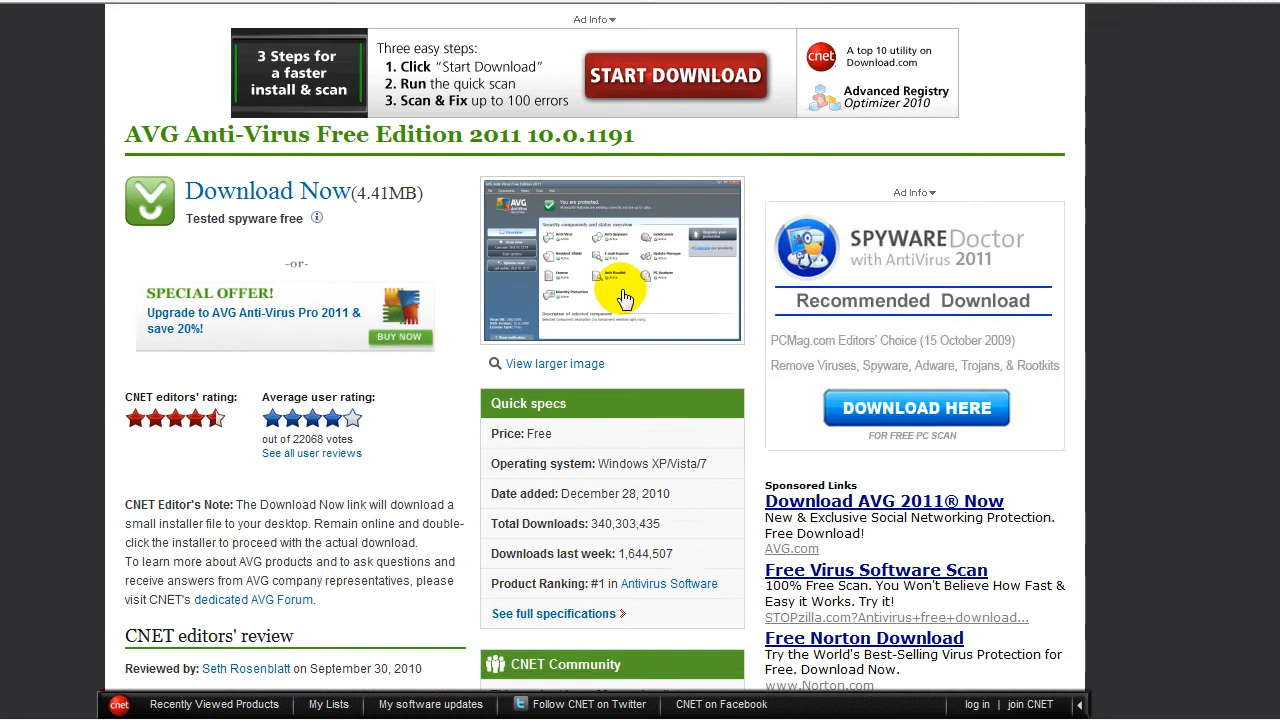 Ad Info
3 Steps for
a faster
install & scan
Three easy steps:
1. Click “Start Download”
2. Run the quick scan
3. Scan & Fix up to 100 errors
START DOWNLOAD
cnet
A top 10 utility on
Download.com
Advanced Registry
Optimizer 2010
AVG Anti-Virus Free Edition 2011 10.0.1191
Download Now(4.41MB)
Tested spyware free
-or-
SPECIAL OFFER!
Upgrade to AVG Anti-Virus Pro 2011 &
save 20%!
BUY NOW
CNET editors' rating:
Average user rating:
out of 22068 votes
See all user reviews
CNET Editor's Note: The Download Now link will download a
small installer file to your desktop. Remain online and double-
click the installer to proceed with the actual download.
To learn more about AVG products and to ask questions and
receive answers from AVG company representatives, please
visit CNET's dedicated AVG Forum.
CNET editors' review
Reviewed by: Seth Rosenblatt on September 30, 2010
AVG
You are protected.
Security components and status overview
View larger image
Quick specs
Price: Free
Operating system: Windows XP/Vista/7
Date added: December 28, 2010
Total Downloads: 340,303,435
Downloads last week: 1,644,507
Product Ranking: #1 in Antivirus Software
See full specifications
CNET Community
Ad Info
SPYWARE Doctor
with AntiVirus 2011
Recommended Download
PCMag.com Editors' Choice (15 October 2009)
Remove Viruses, Spyware, Adware, Trojans, & Rootkits
DOWNLOAD HERE
FOR FREE PC SCAN
Sponsored Links
Download AVG 2011® Now
New & Exclusive Social Networking Protection.
Free Download!
AVG.com
Free Virus Software Scan
100% Free Scan. You Won't Believe How Fast &
Easy it Works. Try it!
STOPzilla.com?Antivirus+free+download...
Free Norton Download
Try the World's Best-Selling Virus Protection for
Free. Download Now.
www.Norton.com
cnet
Recently Viewed Products
My Lists
My software updates
Follow CNET on Twitter
CNET on Facebook
log in
join CNET